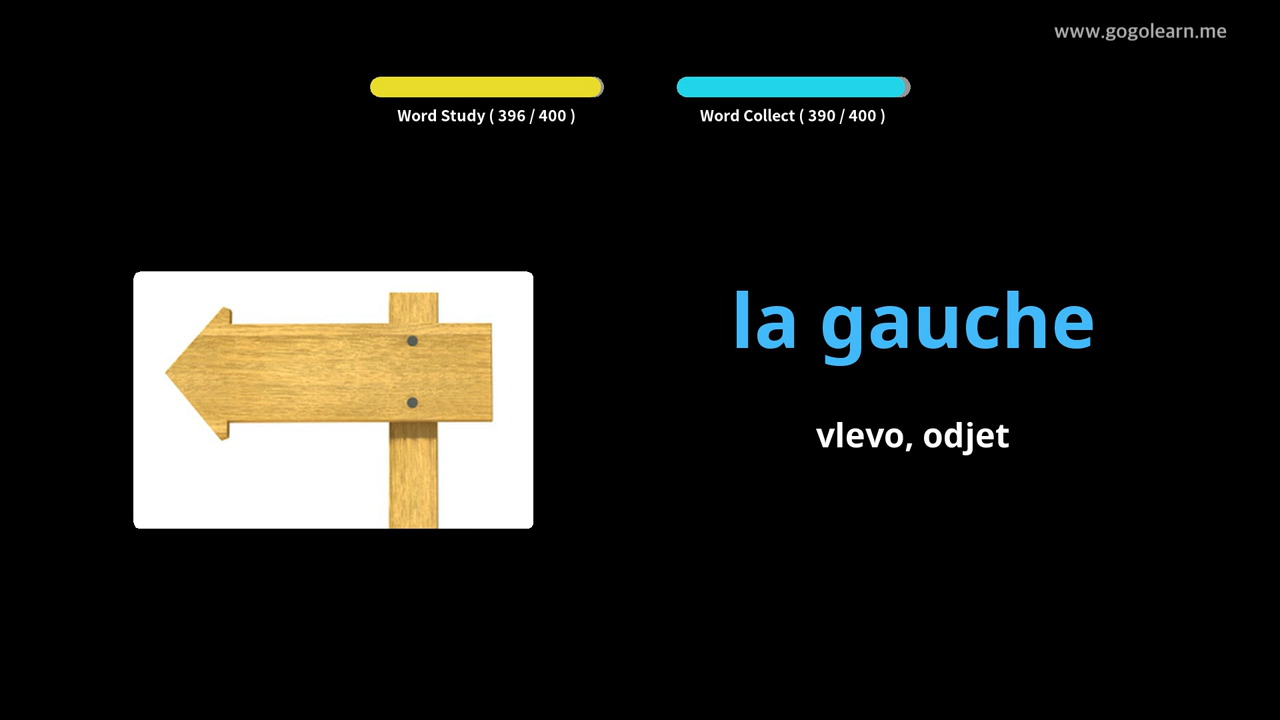 www.gogolearn.me
Word Study ( 396 / 400 )
Word Collect ( 390 / 400 )
la gauche
vlevo, odjet